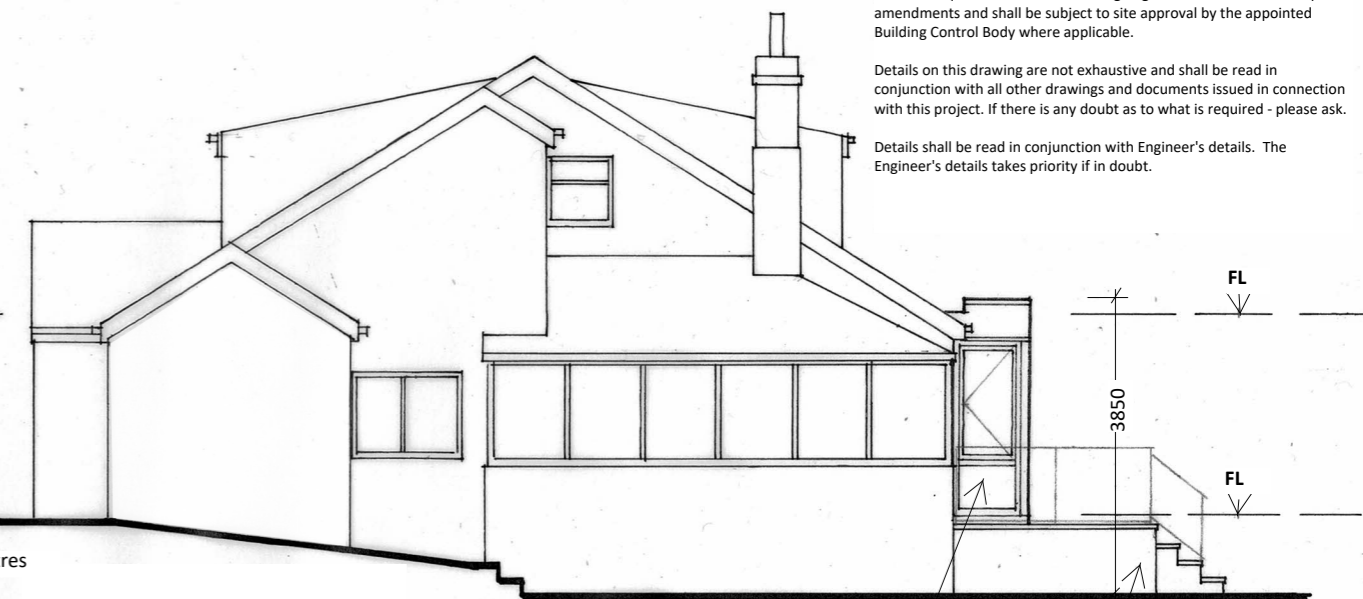 amendments and shall be subject to site approval by the appointed
Building Control Body where applicable.
Details on this drawing are not exhaustive and shall be read in
conjunction with all other drawings and documents issued in connection
with this project. If there is any doubt as to what is required - please ask.
Details shall be read in conjunction with Engineer's details. The
Engineer's details takes priority if in doubt.
FL
3850
FL
res